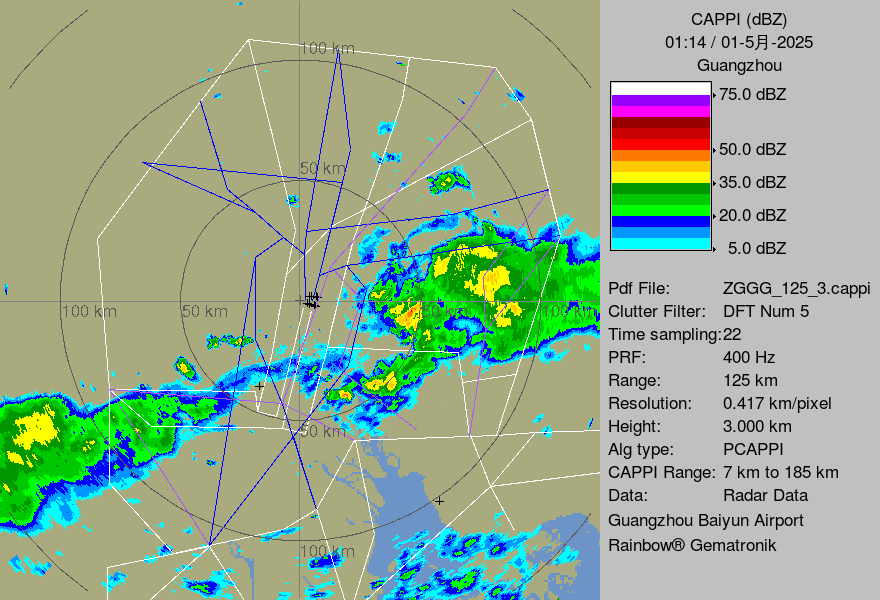 CAPPI (dBZ)
01:14 / 01-5月-2025
Guangzhou
75.0 dBZ
50.0 dBZ
35.0 dBZ
20.0 dBZ
5.0 dBZ
Pdf File: ZGGG_125_3.cappi
Clutter Filter: DFT Num 5
Time sampling:22
PRF: 400 Hz
Range: 125 km
Resolution: 0.417 km/pixel
Height: 3.000 km
Alg type: PCAPPI
CAPPI Range: 7 km to 185 km
Data: Radar Data
Guangzhou Baiyun Airport
Rainbow® Gematronik
100 km
50 km
100 km
50 km
50 km
100 km
50 km
100 km